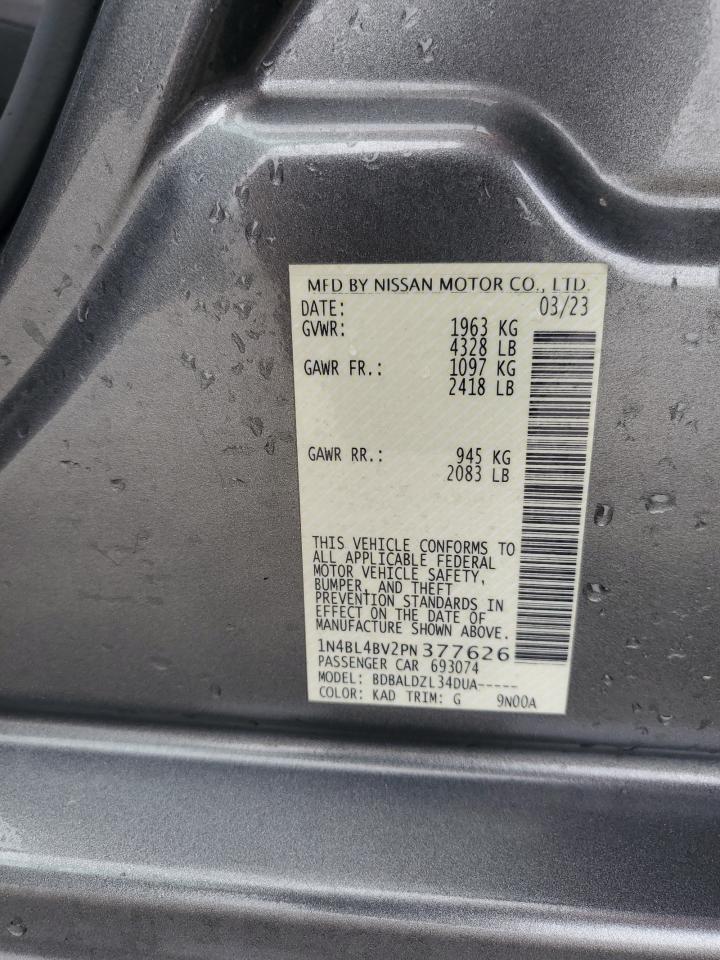 MFD BY NISSAN MOTOR CO., LTD.
DATE: 03/23
GVWR: 1963 KG
4328 LB
GAWR FR.: 1097 KG
2418 LB
GAWR RR.: 945 KG
2083 LB
THIS VEHICLE CONFORMS TO
ALL APPLICABLE FEDERAL
MOTOR VEHICLE SAFETY,
BUMPER, AND THEFT
PREVENTION STANDARDS IN
EFFECT ON THE DATE OF
MANUFACTURE SHOWN ABOVE.
1N4BL4BV2PN377626
PASSENGER CAR 693074
MODEL: BDBALDZL34DUA-----
COLOR: KAD TRIM: G 9N00A